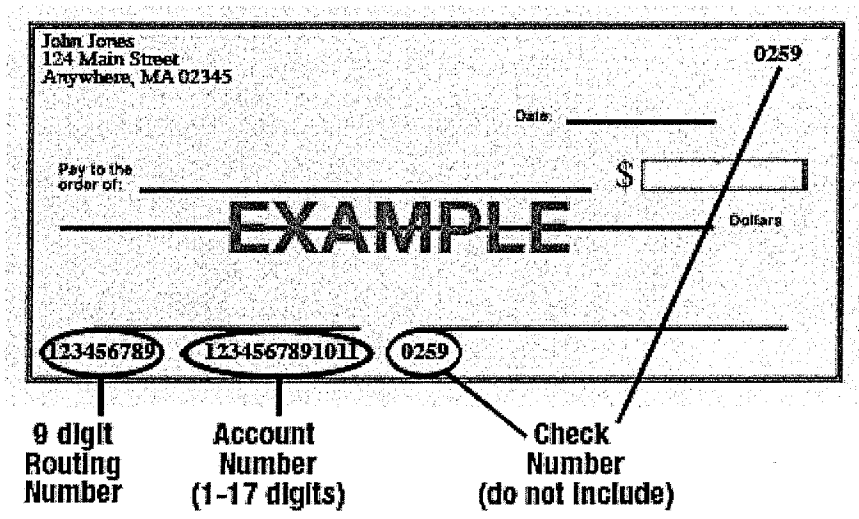 John Jones
124 Main Street
Anywhere, MA 02345
0259
Date:
Pay to the
order of:
$
EXAMPLE
Dollars
123456789 1234567891011 0259
9 digit
Routing
Number
Account
Number
(1-17 digits)
Check
Number
(do not include)